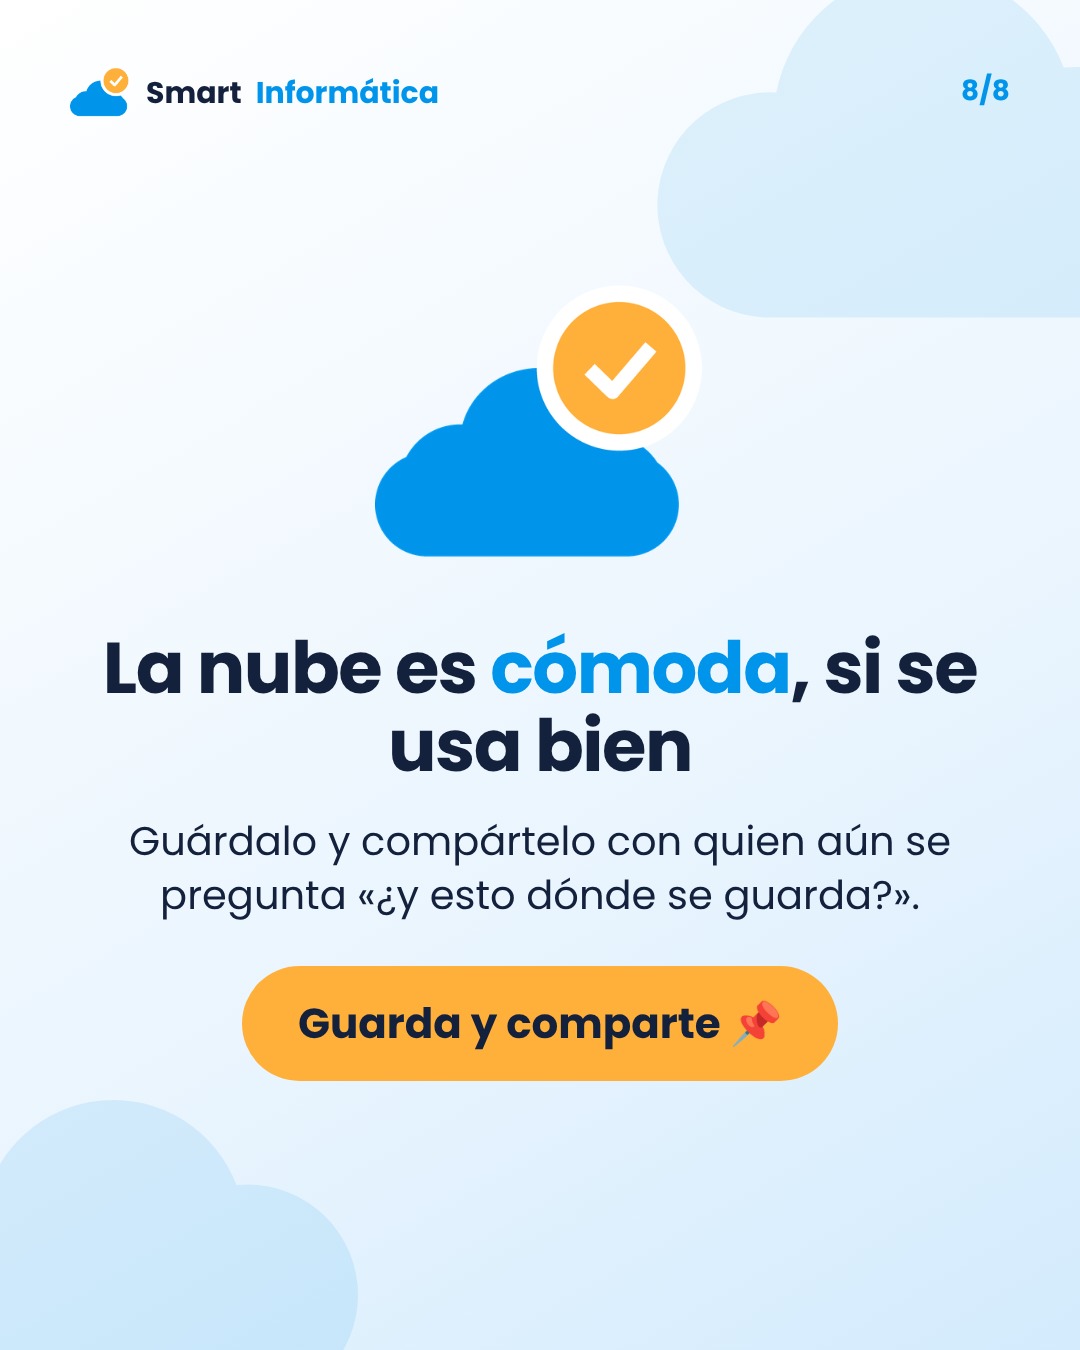 Smart Informática
8/8
La nube es cómoda, si se
usa bien
Guárdalo y compártelo con quien aún se
pregunta «¿y esto dónde se guarda?».
Guarda y comparte 📌